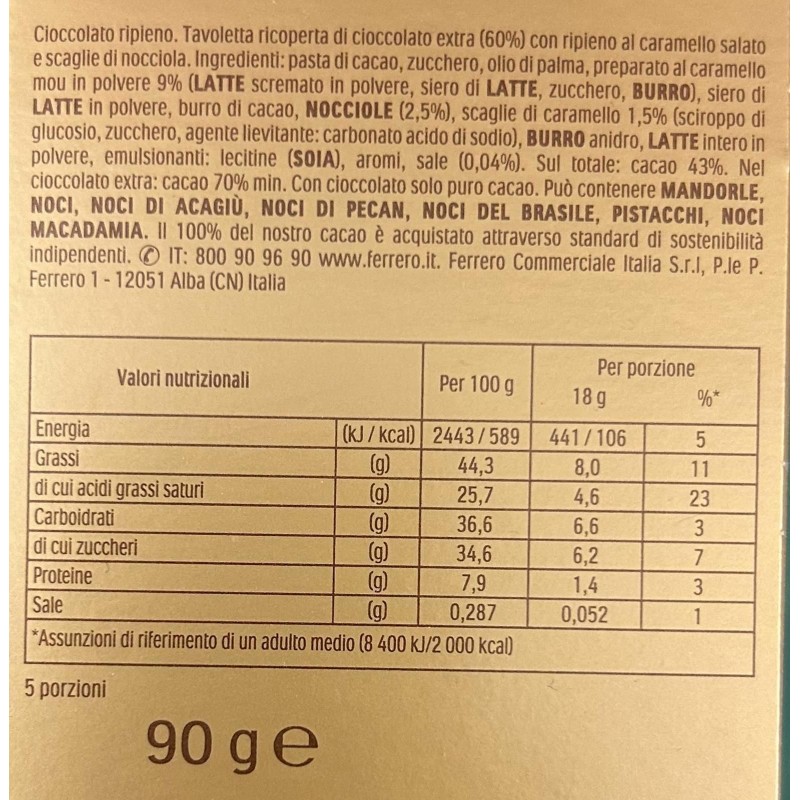 Cioccolato ripieno. Tavoletta ricoperta di cioccolato extra (60%) con ripieno al caramello salato
e scaglie di nocciola. Ingredienti: pasta di cacao, zucchero, olio di palma, preparato al caramello
mou in polvere 9% (LATTE scremato in polvere, siero di LATTE, zucchero, BURRO), siero di
LATTE in polvere, burro di cacao, NOCCIOLE (2,5%), scaglie di caramello 1,5% (sciroppo di
glucosio, zucchero, agente lievitante: carbonato acido di sodio), BURRO anidro, LATTE intero in
polvere, emulsionanti: lecitine (SOIA), aromi, sale (0,04%). Sul totale: cacao 43%. Nel
cioccolato extra: cacao 70% min. Con cioccolato solo puro cacao. Può contenere MANDORLE,
NOCI, NOCI DI ACAGIÙ, NOCI DI PECAN, NOCI DEL BRASILE, PISTACCHI, NOCI
MACADAMIA. Il 100% del nostro cacao è acquistato attraverso standard di sostenibilità
indipendenti. ✆ IT: 800 90 96 90 www.ferrero.it. Ferrero Commerciale Italia S.r.l, P.le P.
Ferrero 1 - 12051 Alba (CN) Italia
Valori nutrizionali Per 100 g Per porzione
18 g %*
Energia (kJ / kcal) 2443 / 589 441 / 106 5
Grassi (g) 44,3 8,0 11
di cui acidi grassi saturi (g) 25,7 4,6 23
Carboidrati (g) 36,6 6,6 3
di cui zuccheri (g) 34,6 6,2 7
Proteine (g) 7,9 1,4 3
Sale (g) 0,287 0,052 1
*Assunzioni di riferimento di un adulto medio (8 400 kJ/2 000 kcal)
5 porzioni
90 g e